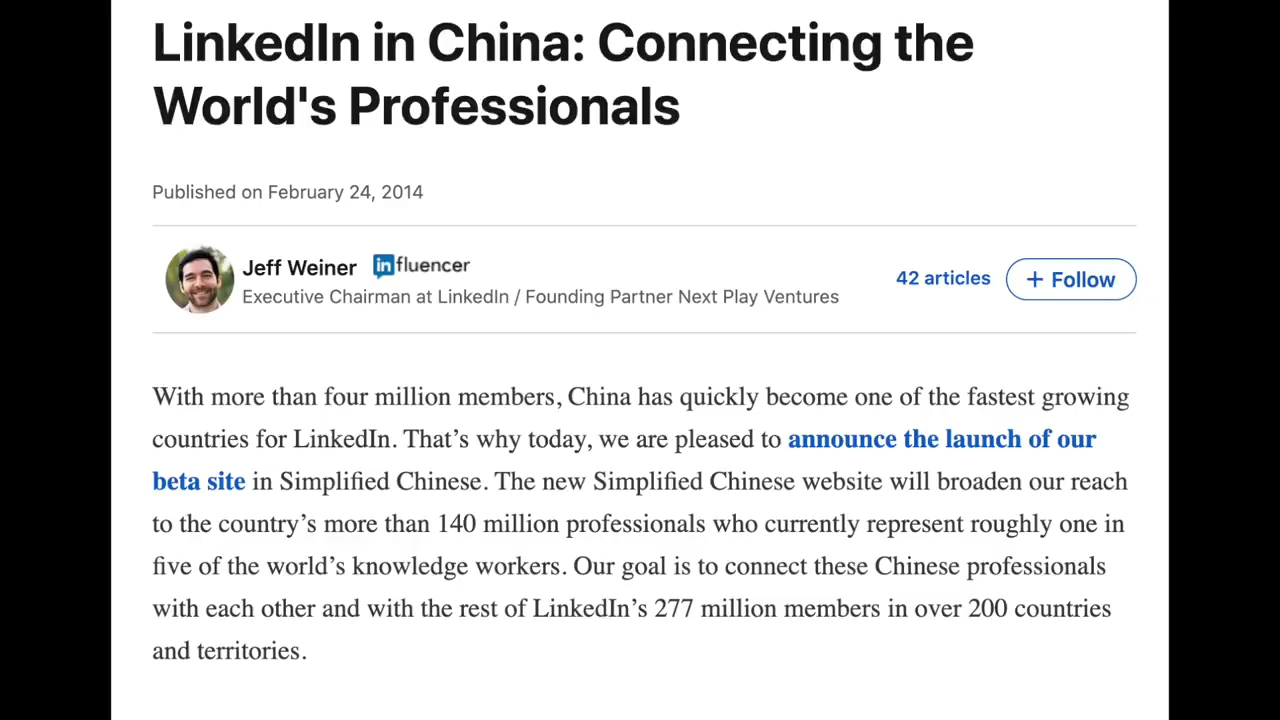 LinkedIn in China: Connecting the
World's Professionals
Published on February 24, 2014
Jeff Weiner influencer
Executive Chairman at LinkedIn / Founding Partner Next Play Ventures
42 articles
+ Follow
With more than four million members, China has quickly become one of the fastest growing
countries for LinkedIn. That’s why today, we are pleased to announce the launch of our
beta site in Simplified Chinese. The new Simplified Chinese website will broaden our reach
to the country’s more than 140 million professionals who currently represent roughly one in
five of the world’s knowledge workers. Our goal is to connect these Chinese professionals
with each other and with the rest of LinkedIn’s 277 million members in over 200 countries
and territories.